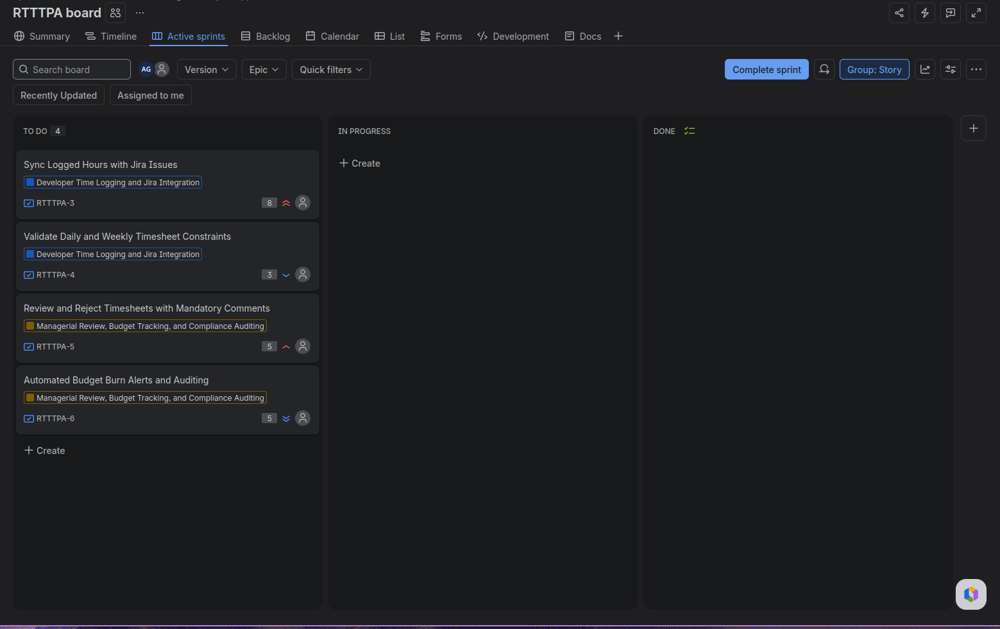 RTTTPA board
Summary
Timeline
Active sprints
Backlog
Calendar
List
Forms
Development
Docs
Search board
AG
Version
Epic
Quick filters
Complete sprint
Group: Story
Recently Updated
Assigned to me
TO DO 4
Sync Logged Hours with Jira Issues
Developer Time Logging and Jira Integration
RTTTPA-3
8
Validate Daily and Weekly Timesheet Constraints
Developer Time Logging and Jira Integration
RTTTPA-4
3
Review and Reject Timesheets with Mandatory Comments
Managerial Review, Budget Tracking, and Compliance Auditing
RTTTPA-5
5
Automated Budget Burn Alerts and Auditing
Managerial Review, Budget Tracking, and Compliance Auditing
RTTTPA-6
5
Create
IN PROGRESS
Create
DONE